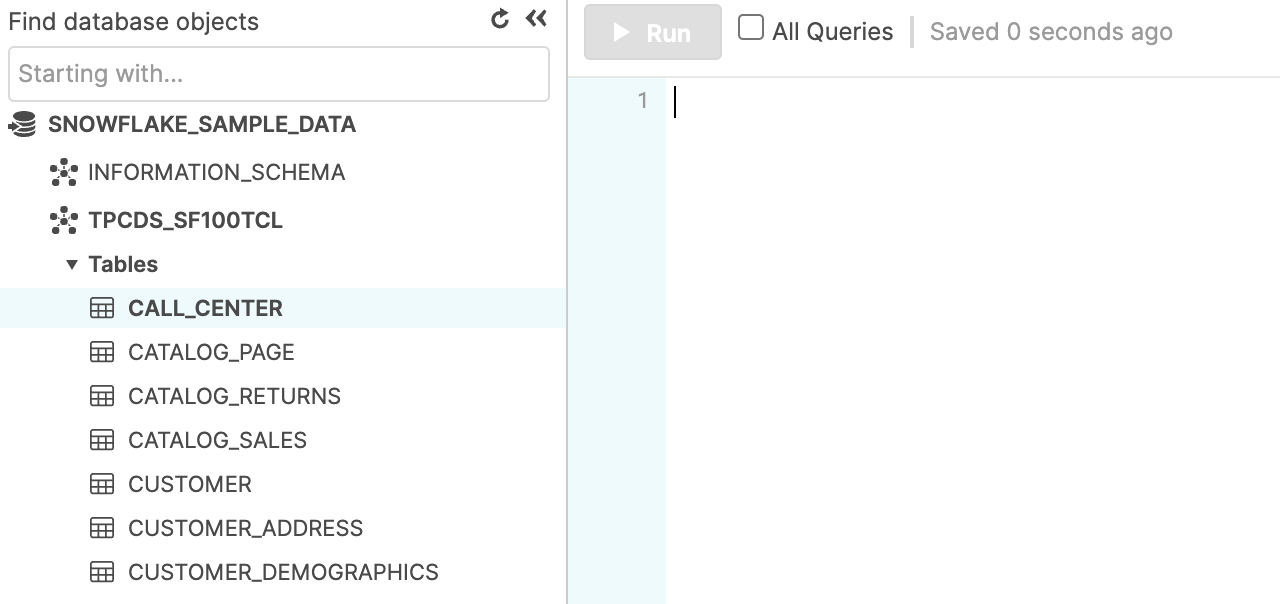 Find database objects
Starting with...
SNOWFLAKE_SAMPLE_DATA
INFORMATION_SCHEMA
TPCDS_SF100TCL
Tables
CALL_CENTER
CATALOG_PAGE
CATALOG_RETURNS
CATALOG_SALES
CUSTOMER
CUSTOMER_ADDRESS
CUSTOMER_DEMOGRAPHICS
Run All Queries Saved 0 seconds ago
1